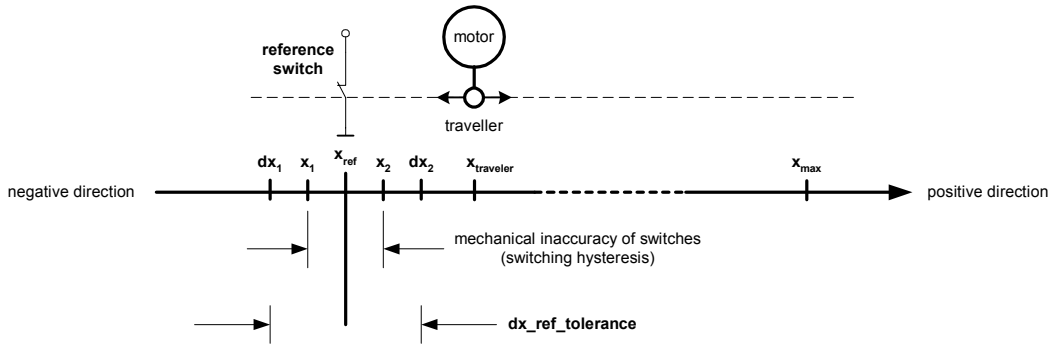 motor
reference
switch
traveller
dx1 x1 xref x2 dx2 xtraveler xmax
negative direction
positive direction
mechanical inaccuracy of switches
(switching hysteresis)
dx_ref_tolerance